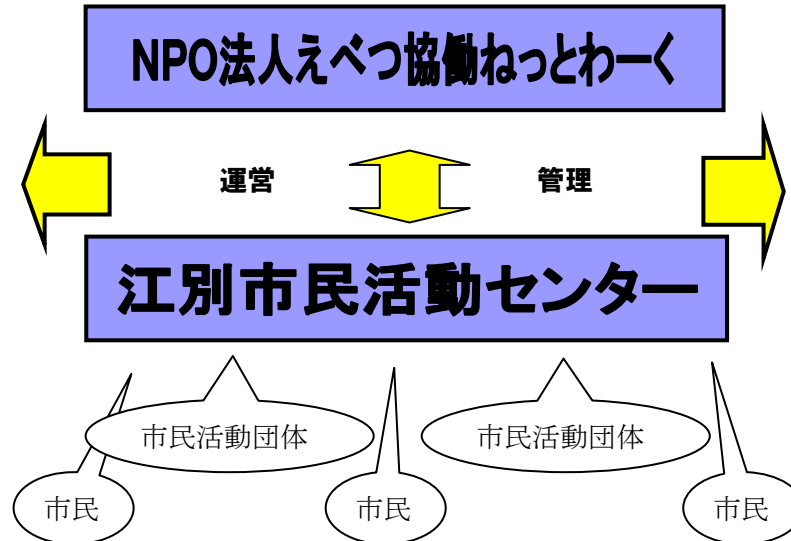 NPO法人えべつ協働ねっとわーく
運営
管理
江別市民活動センター
市民活動団体
市民活動団体
市民
市民
市民